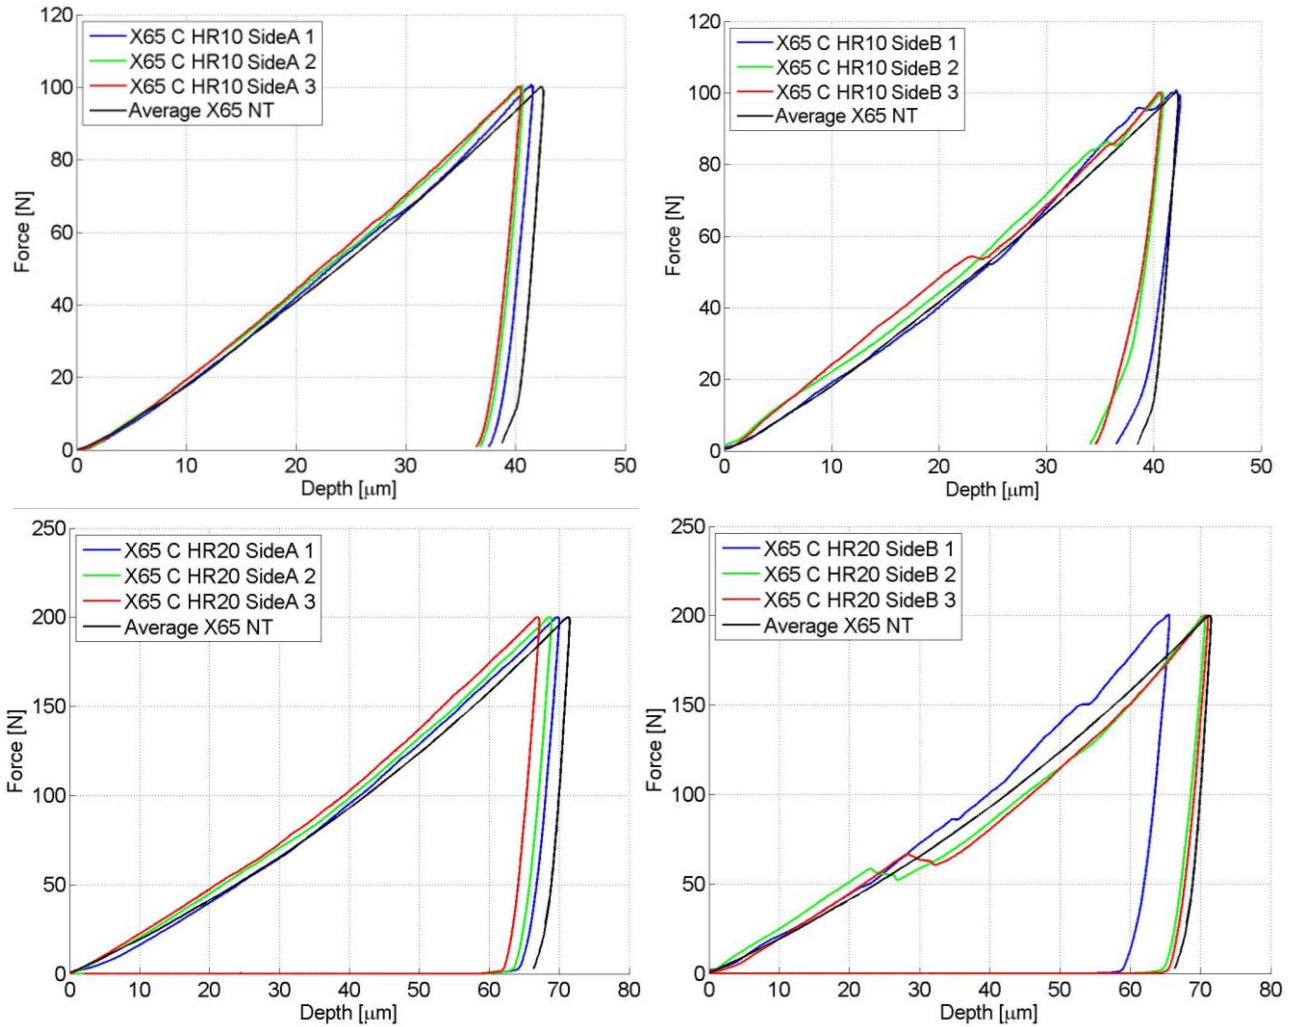 120
100
80
60
40
20
0
Force [N]
X65 C HR10 SideA 1
X65 C HR10 SideA 2
X65 C HR10 SideA 3
Average X65 NT
0 10 20 30 40 50
Depth [μm]
120
100
80
60
40
20
0
Force [N]
X65 C HR10 SideB 1
X65 C HR10 SideB 2
X65 C HR10 SideB 3
Average X65 NT
0 10 20 30 40 50
Depth [μm]
250
200
150
100
50
0
Force [N]
X65 C HR20 SideA 1
X65 C HR20 SideA 2
X65 C HR20 SideA 3
Average X65 NT
0 10 20 30 40 50 60 70 80
Depth [μm]
250
200
150
100
50
0
Force [N]
X65 C HR20 SideB 1
X65 C HR20 SideB 2
X65 C HR20 SideB 3
Average X65 NT
0 10 20 30 40 50 60 70 80
Depth [μm]